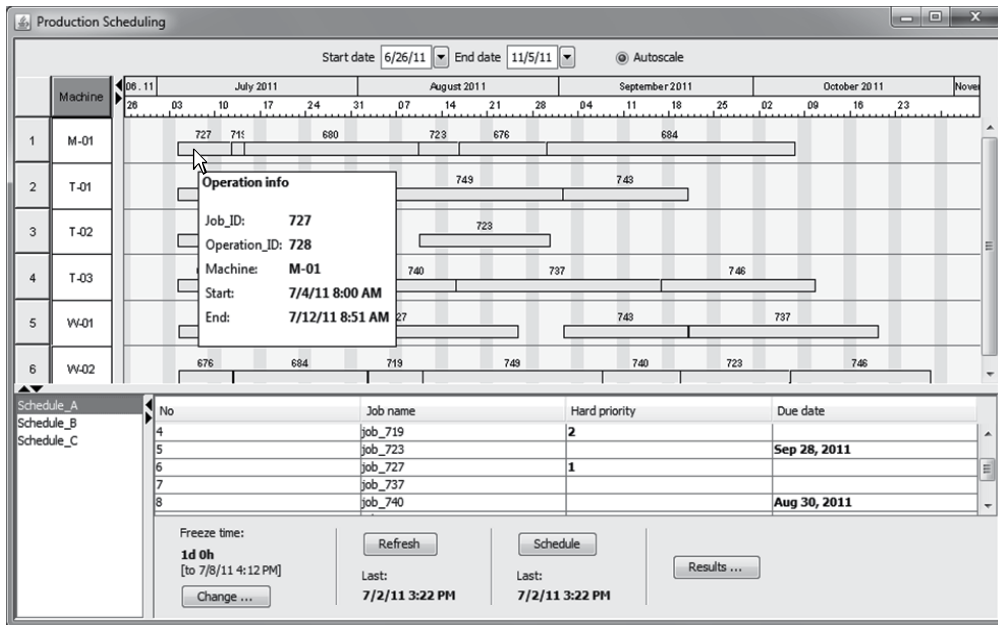 Production Scheduling
Start date 6/26/11 End date 11/5/11 Autoscale
Machine 06.11 July 2011 August 2011 September 2011 October 2011 Nove
26 03 10 17 24 31 07 14 21 28 04 11 18 25 02 09 16 23
727 719 680 723 676 684
1 M-01
749 743
2 T-01
723
3 T-02
740 737 746
4 T-03
27 743 737
5 W-01
676 684 719 749 740 723 746
6 W-02
Operation info
Job_ID: 727
Operation_ID: 728
Machine: M-01
Start: 7/4/11 8:00 AM
End: 7/12/11 8:51 AM
Schedule_A
Schedule_B
Schedule_C
No Job name Hard priority Due date
4 job_719 2
5 job_723 Sep 28, 2011
6 job_727 1
7 job_737
8 job_740 Aug 30, 2011
Freeze time:
1d 0h
[to 7/8/11 4:12 PM]
Change ...
Refresh
Last:
7/2/11 3:22 PM
Schedule
Last:
7/2/11 3:22 PM
Results ...